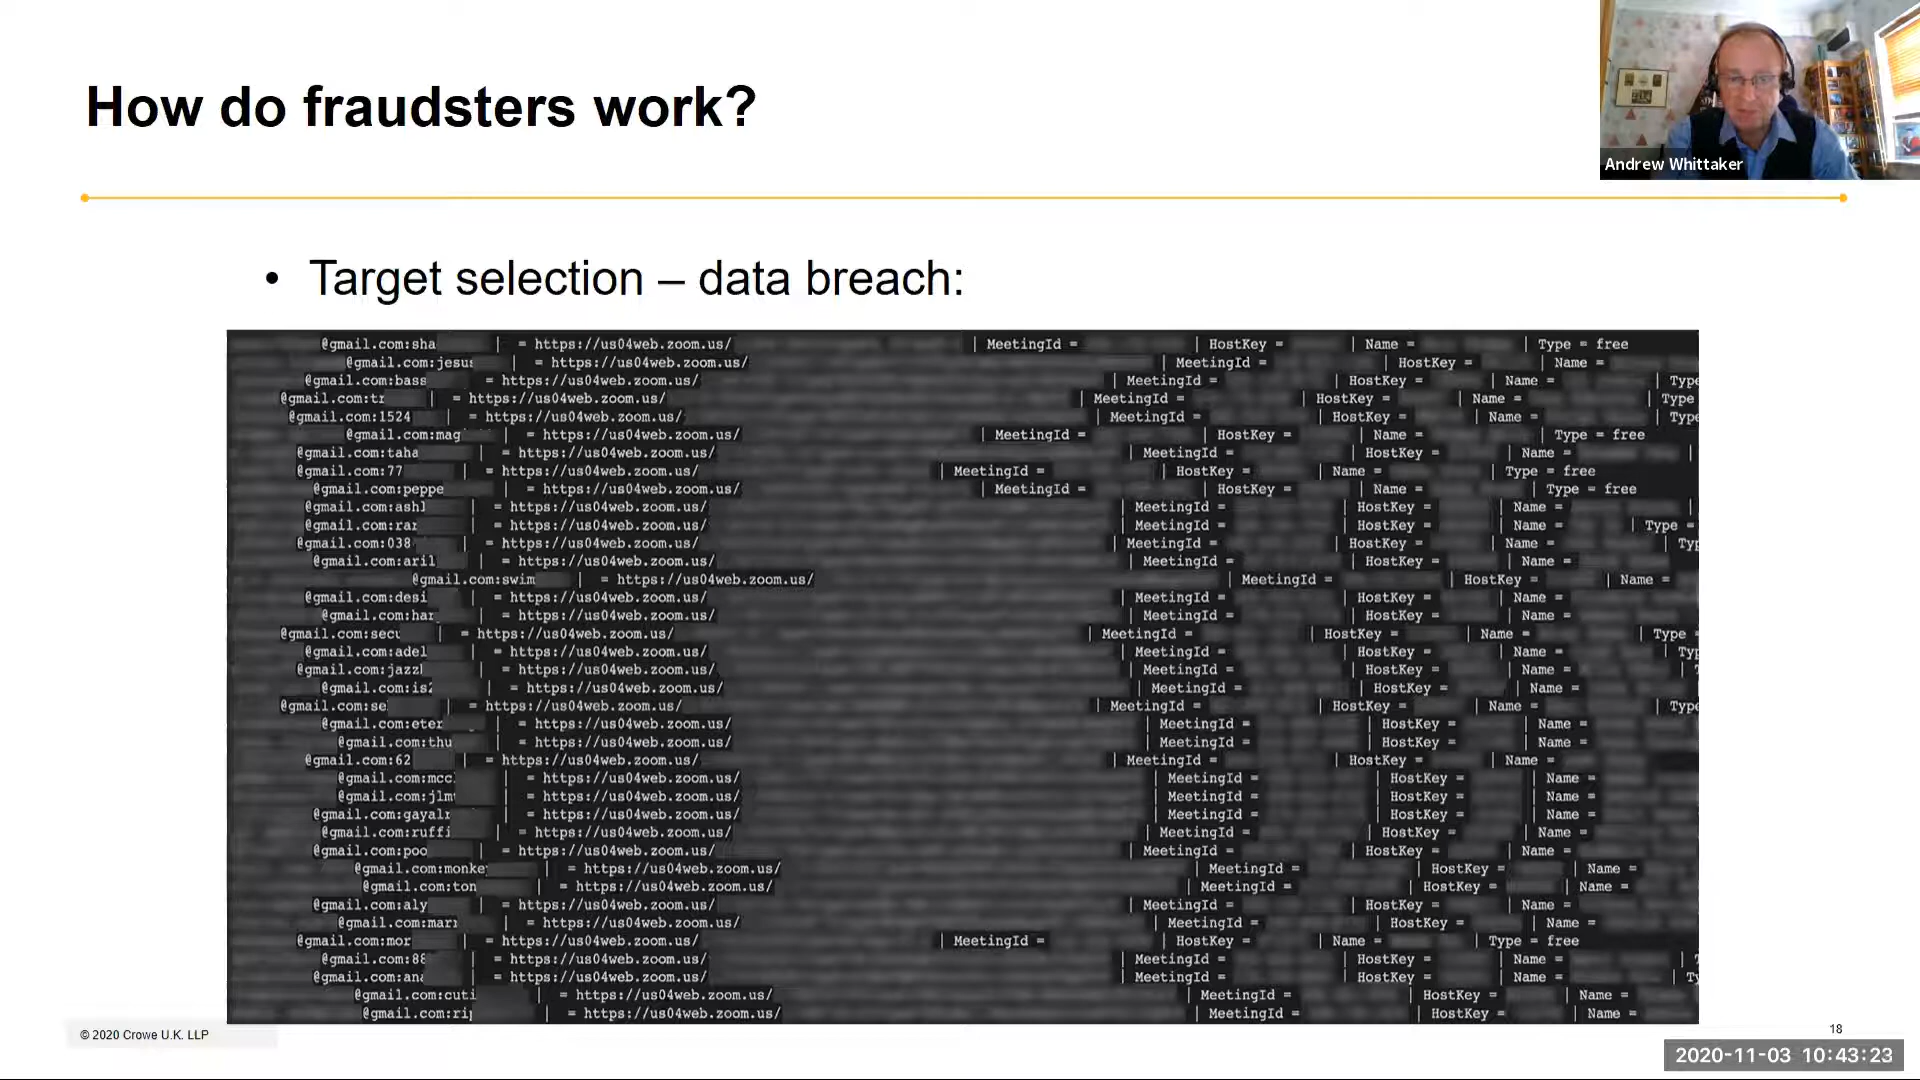 How do fraudsters work?
Andrew Whittaker
• Target selection – data breach:
@gmail.com:sha | = https://us04web.zoom.us/ | MeetingId = | HostKey = | Name = | Type = free
@gmail.com:jesus | = https://us04web.zoom.us/ | MeetingId = | HostKey = | Name =
@gmail.com:bass = https://us04web.zoom.us/ | MeetingId = | HostKey = | Name = | Type
@gmail.com:tr | = https://us04web.zoom.us/ | MeetingId = | HostKey = | Name = | Type
@gmail.com:1524 | = https://us04web.zoom.us/ | MeetingId = | HostKey = | Name = | Type
@gmail.com:mag | = https://us04web.zoom.us/ | MeetingId = | HostKey = | Name = | Type = free
@gmail.com:taha | = https://us04web.zoom.us/ | MeetingId = | HostKey = | Name = |
@gmail.com:77 | = https://us04web.zoom.us/ | MeetingId = | HostKey = | Name = | Type = free
@gmail.com:peppe | = https://us04web.zoom.us/ | MeetingId = | HostKey = | Name = | Type = free
@gmail.com:ashl | = https://us04web.zoom.us/ | MeetingId = | HostKey = | Name = |
@gmail.com:rar | = https://us04web.zoom.us/ | MeetingId = | HostKey = | Name = | Type =
@gmail.com:038 | = https://us04web.zoom.us/ | MeetingId = | HostKey = | Name = | Typ
@gmail.com:aril | = https://us04web.zoom.us/ | MeetingId = | HostKey = | Name =
@gmail.com:swim | = https://us04web.zoom.us/ | MeetingId = | HostKey = | Name =
@gmail.com:desi | = https://us04web.zoom.us/ | MeetingId = | HostKey = | Name =
@gmail.com:har | = https://us04web.zoom.us/ | MeetingId = | HostKey = | Name =
@gmail.com:secu | = https://us04web.zoom.us/ | MeetingId = | HostKey = | Name = | Type =
@gmail.com:adel | = https://us04web.zoom.us/ | MeetingId = | HostKey = | Name = | Typ
@gmail.com:jazzl | = https://us04web.zoom.us/ | MeetingId = | HostKey = | Name = |
@gmail.com:is2 | = https://us04web.zoom.us/ | MeetingId = | HostKey = | Name =
@gmail.com:se | = https://us04web.zoom.us/ | MeetingId = | HostKey = | Name = | Type
@gmail.com:eter | = https://us04web.zoom.us/ | MeetingId = | HostKey = | Name =
@gmail.com:thu | = https://us04web.zoom.us/ | MeetingId = | HostKey = | Name =
@gmail.com:62 | = https://us04web.zoom.us/ | MeetingId = | HostKey = | Name =
@gmail.com:mcc | = https://us04web.zoom.us/ | MeetingId = | HostKey = | Name =
@gmail.com:jlm | = https://us04web.zoom.us/ | MeetingId = | HostKey = | Name =
@gmail.com:gayalr | = https://us04web.zoom.us/ | MeetingId = | HostKey = | Name =
@gmail.com:ruffi | = https://us04web.zoom.us/ | MeetingId = | HostKey = | Name =
@gmail.com:poo | = https://us04web.zoom.us/ | MeetingId = | HostKey = | Name =
@gmail.com:monke | = https://us04web.zoom.us/ | MeetingId = | HostKey = | Name =
@gmail.com:ton | = https://us04web.zoom.us/ | MeetingId = | HostKey = | Name =
@gmail.com:aly | = https://us04web.zoom.us/ | MeetingId = | HostKey = | Name =
@gmail.com:mari | = https://us04web.zoom.us/ | MeetingId = | HostKey = | Name =
@gmail.com:mor | = https://us04web.zoom.us/ | MeetingId = | HostKey = | Name = | Type = free
@gmail.com:88 | = https://us04web.zoom.us/ | MeetingId = | HostKey = | Name = |
@gmail.com:ana | = https://us04web.zoom.us/ | MeetingId = | HostKey = | Name = | Ty
@gmail.com:cuti | = https://us04web.zoom.us/ | MeetingId = | HostKey = | Name =
@gmail.com:rip | = https://us04web.zoom.us/ | MeetingId = | HostKey = | Name =
© 2020 Crowe U.K. LLP
18
2020-11-03 10:43:23